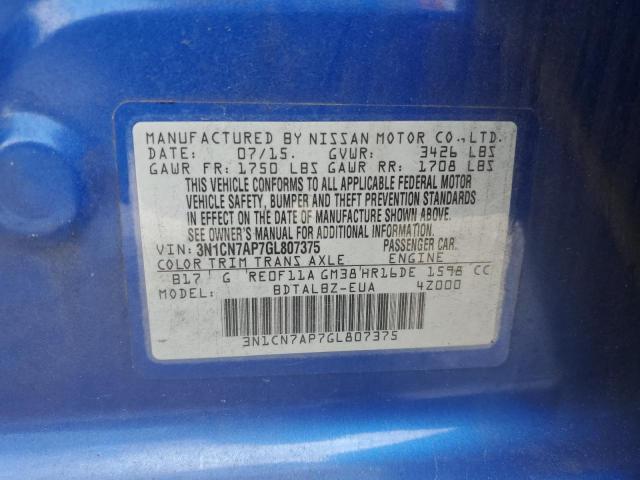 MANUFACTURED BY NISSAN MOTOR CO.,LTD.
DATE: 07/15. GVWR: 3426 LBS
GAWR FR: 1750 LBS GAWR RR: 1708 LBS
THIS VEHICLE CONFORMS TO ALL APPLICABLE FEDERAL MOTOR
VEHICLE SAFETY, BUMPER AND THEFT PREVENTION STANDARDS
IN EFFECT ON THE DATE OF MANUFACTURE SHOWN ABOVE.
SEE OWNER'S MANUAL FOR ADDITIONAL INFORMATION.
VIN: 3N1CN7AP7GL807375 PASSENGER CAR
COLOR TRIM TRANS AXLE ENGINE
B17 G RE0F11A GM38 HR16DE 1598 CC
MODEL: BDTALBZ-EUA 4Z000
3N1CN7AP7GL807375